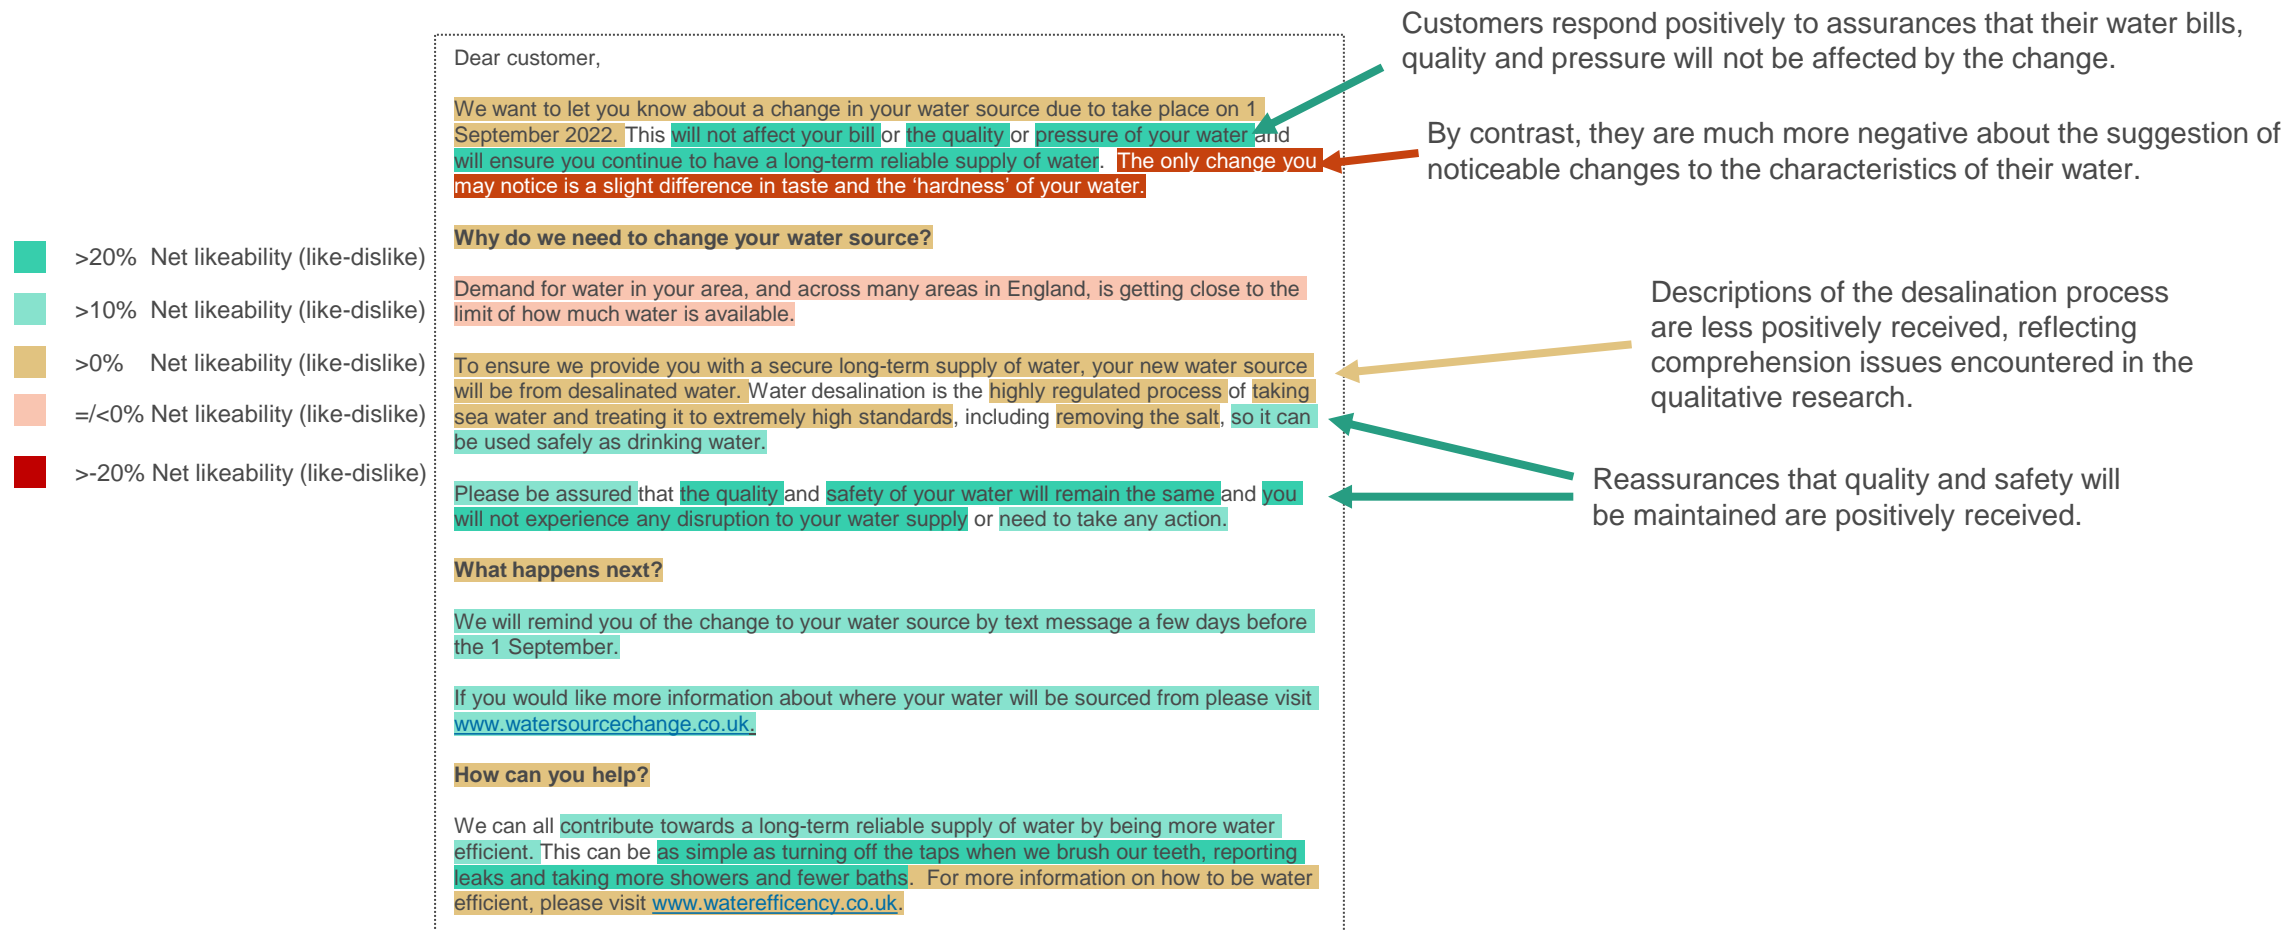 Dear customer,
We want to let you know about a change in your water source due to take place on 1
September 2022. This will not affect your bill or the quality or pressure of your water and
will ensure you continue to have a long-term reliable supply of water. The only change you
may notice is a slight difference in taste and the ‘hardness’ of your water.
Why do we need to change your water source?
Demand for water in your area, and across many areas in England, is getting close to the
limit of how much water is available.
To ensure we provide you with a secure long-term supply of water, your new water source
will be from desalinated water. Water desalination is the highly regulated process of taking
sea water and treating it to extremely high standards, including removing the salt, so it can
be used safely as drinking water.
Please be assured that the quality and safety of your water will remain the same and you
will not experience any disruption to your water supply or need to take any action.
What happens next?
We will remind you of the change to your water source by text message a few days before
the 1 September.
If you would like more information about where your water will be sourced from please visit
www.watersourcechange.co.uk.
How can you help?
We can all contribute towards a long-term reliable supply of water by being more water
efficient. This can be as simple as turning off the taps when we brush our teeth, reporting
leaks and taking more showers and fewer baths. For more information on how to be water
efficient, please visit www.waterefficency.co.uk.
>20% Net likeability (like-dislike)
>10% Net likeability (like-dislike)
>0% Net likeability (like-dislike)
=/<0% Net likeability (like-dislike)
>-20% Net likeability (like-dislike)
Customers respond positively to assurances that their water bills,
quality and pressure will not be affected by the change.
By contrast, they are much more negative about the suggestion of
noticeable changes to the characteristics of their water.
Descriptions of the desalination process
are less positively received, reflecting
comprehension issues encountered in the
qualitative research.
Reassurances that quality and safety will
be maintained are positively received.